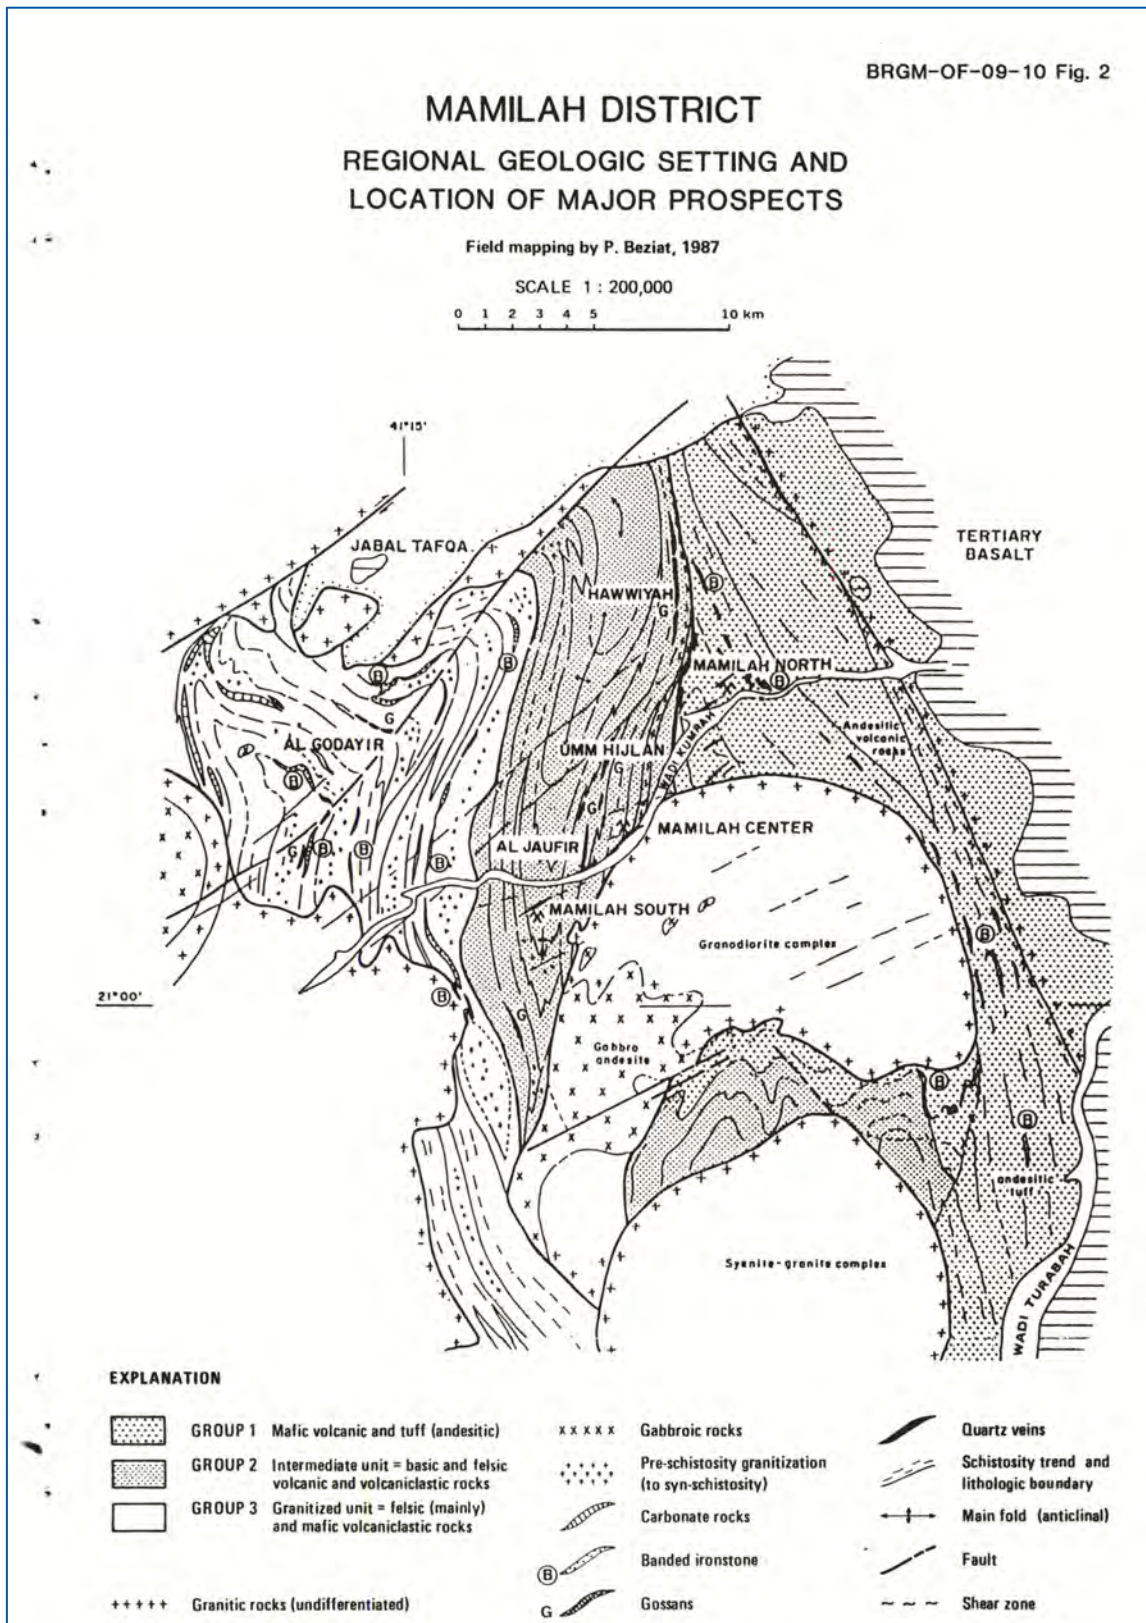 BRGM-OF-09-10 Fig. 2
MAMILAH DISTRICT
REGIONAL GEOLOGIC SETTING AND
LOCATION OF MAJOR PROSPECTS
Field mapping by P. Beziat, 1987
SCALE 1 : 200,000
0 1 2 3 4 5 10 km
41°15'
TERTIARY
BASALT
JABAL TAFQA
B
HAWWIYAH
G
B
MAMILAH NORTH
B
B
G
AL GODAYIR
B
UMM HIJLAN
G
WADI KUMRAH
Andesitic
volcanic
rocks
G
MAMILAH CENTER
G
B
B
B
AL JAUFIR
MAMILAH SOUTH
Granodiorite complex
B
21°00'
B
G
Gabbro
andesite
B
B
andesitic
tuff
Syenite-granite complex
WADI TURABAH
EXPLANATION
GROUP 1 Mafic volcanic and tuff (andesitic)
GROUP 2 Intermediate unit = basic and felsic
volcanic and volcaniclastic rocks
GROUP 3 Granitized unit = felsic (mainly)
and mafic volcaniclastic rocks
Granitic rocks (undifferentiated)
Gabbroic rocks
Pre-schistosity granitization
(to syn-schistosity)
Carbonate rocks
B Banded ironstone
G Gossans
Quartz veins
Schistosity trend and
lithologic boundary
Main fold (anticlinal)
Fault
Shear zone